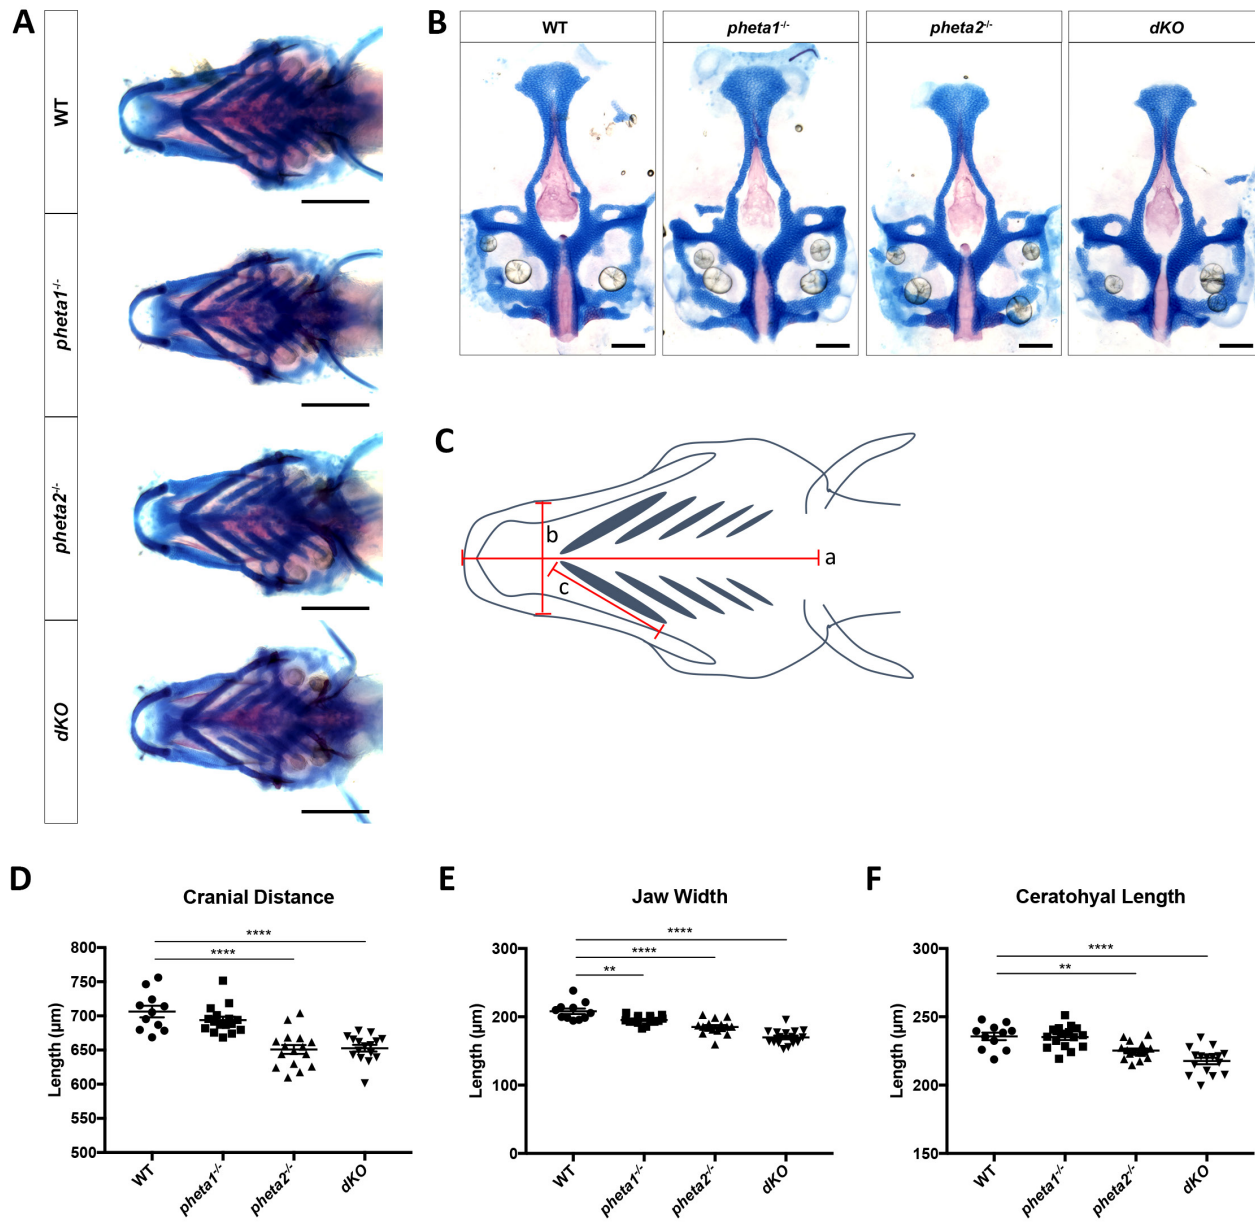 A
WT
pheta1-/-
pheta2-/-
dKO
B
WT
pheta1-/-
pheta2-/-
dKO
C
a
b
c
D
Cranial Distance
Length (μm)
800
750
700
650
600
550
500
****
****
WT
pheta1-/-
pheta2-/-
dKO
E
Jaw Width
Length (μm)
300
200
100
0
****
****
**
WT
pheta1-/-
pheta2-/-
dKO
F
Ceratohyal Length
Length (μm)
300
250
200
150
****
**
WT
pheta1-/-
pheta2-/-
dKO